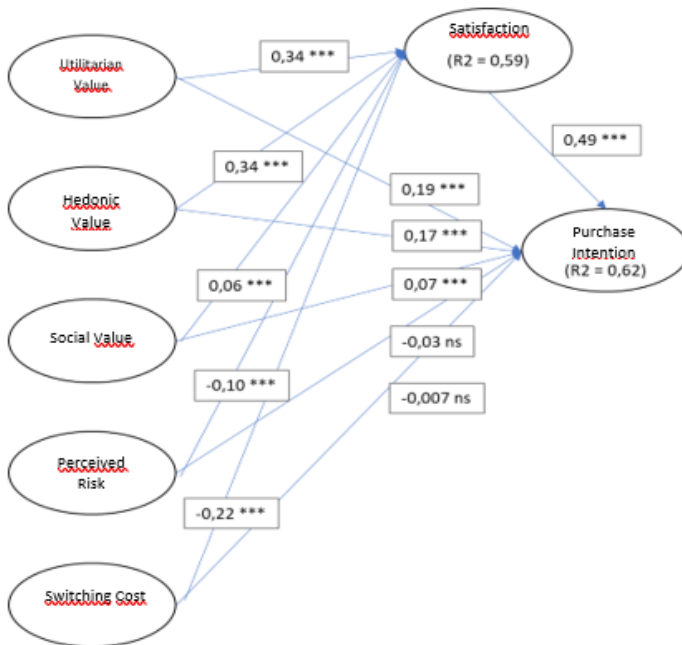 Satisfaction
(R2 = 0,59)
Utilitarian
Value
0,34 ***
0,49 ***
0,34 ***
0,19 ***
Hedonic
Value
0,17 ***
Purchase
Intention
(R2 = 0,62)
0,06 ***
0,07 ***
Social Value
-0,03 ns
-0,10 ***
-0,007 ns
Perceived
Risk
-0,22 ***
Switching Cost